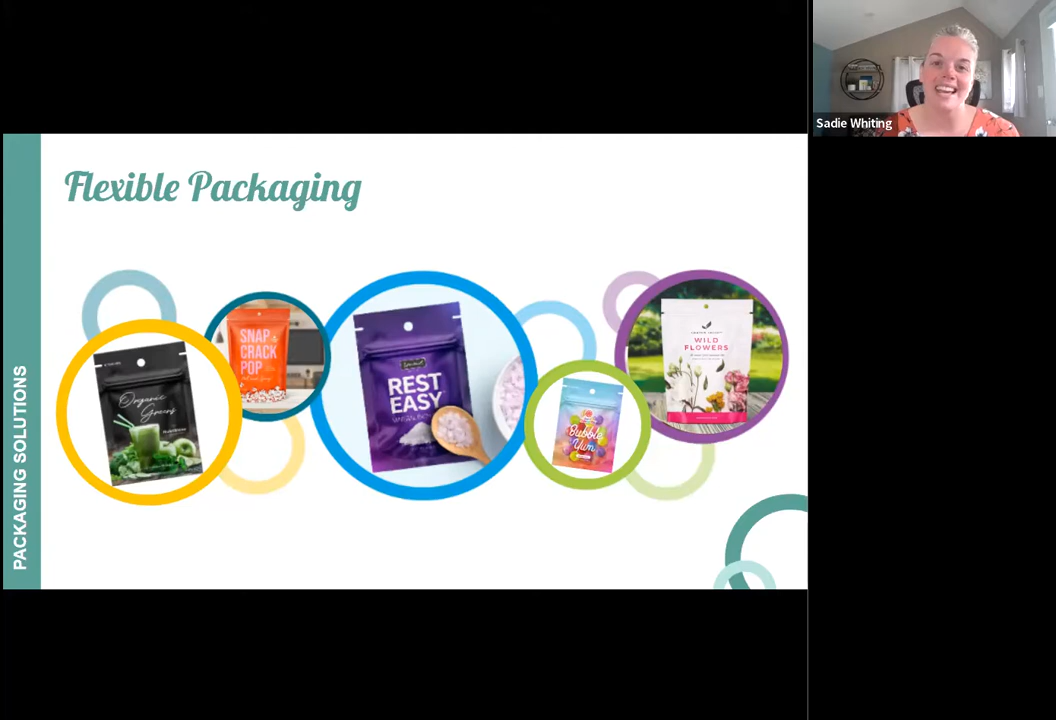 Sadie Whiting
Flexible Packaging
PACKAGING SOLUTIONS
Organic
Greens
SNAP
CRACK
POP
REST
EASY
Bubble
Yum
WILD
FLOWERS